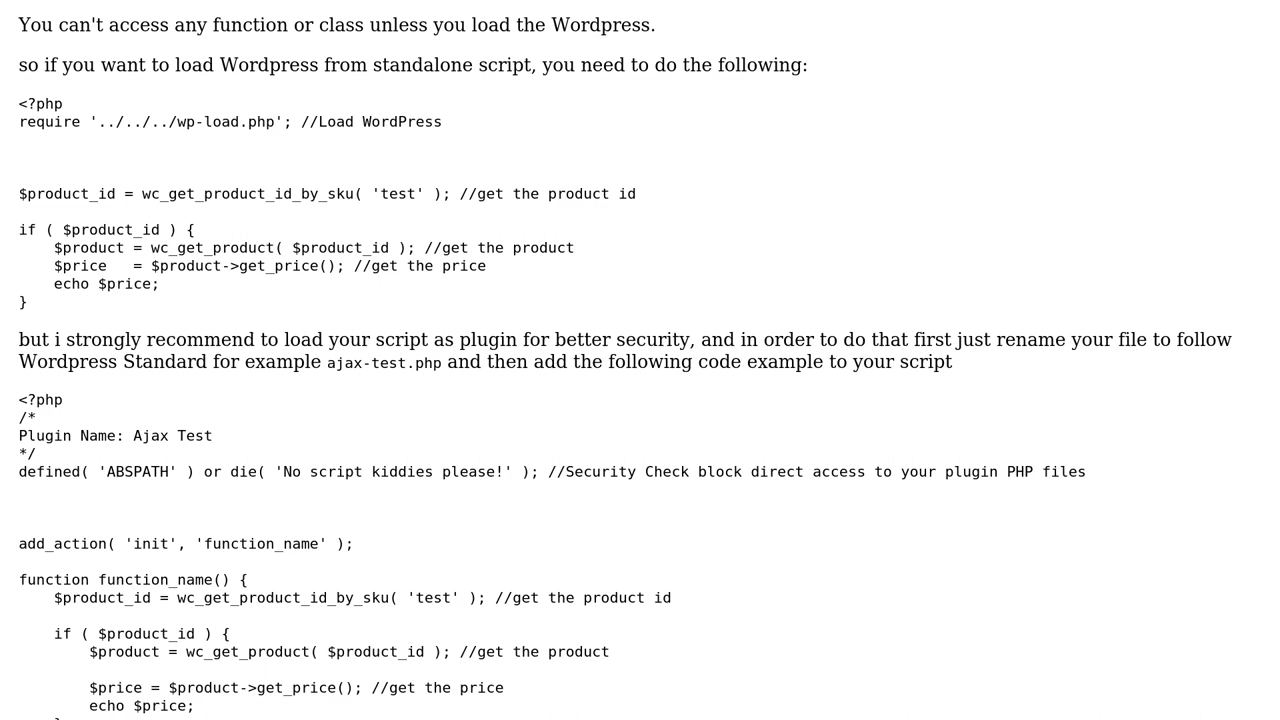 You can't access any function or class unless you load the Wordpress.
so if you want to load Wordpress from standalone script, you need to do the following:
<?php
require '../../../wp-load.php'; //Load WordPress
$product_id = wc_get_product_id_by_sku( 'test' ); //get the product id
if ( $product_id ) {
    $product = wc_get_product( $product_id ); //get the product
    $price   = $product->get_price(); //get the price
    echo $price;
}
but i strongly recommend to load your script as plugin for better security, and in order to do that first just rename your file to follow
Wordpress Standard for example ajax-test.php and then add the following code example to your script
<?php
/*
Plugin Name: Ajax Test
*/
defined( 'ABSPATH' ) or die( 'No script kiddies please!' ); //Security Check block direct access to your plugin PHP files
add_action( 'init', 'function_name' );
function function_name() {
    $product_id = wc_get_product_id_by_sku( 'test' ); //get the product id
    if ( $product_id ) {
        $product = wc_get_product( $product_id ); //get the product
        $price = $product->get_price(); //get the price
        echo $price;